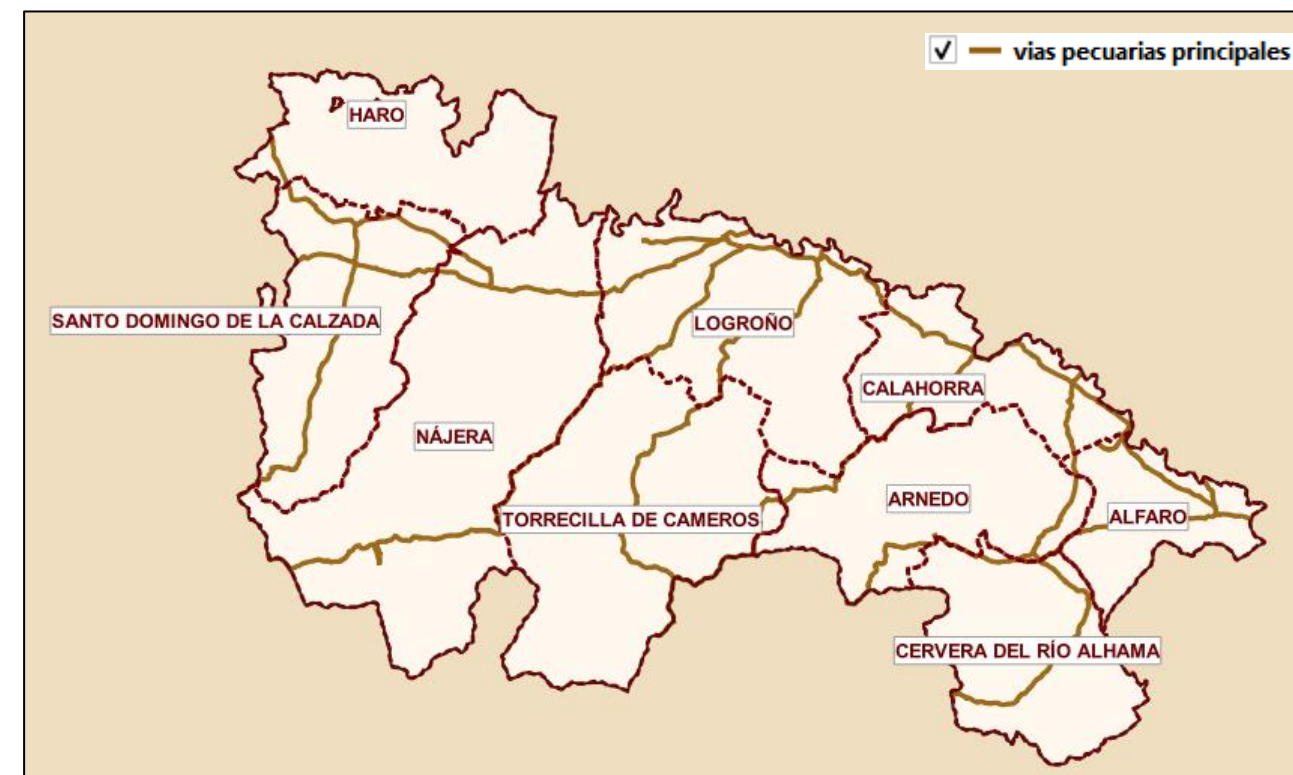 vias pecuarias principales
HARO
SANTO DOMINGO DE LA CALZADA
LOGROÑO
CALAHORRA
NÁJERA
ARNEDO
TORRECILLA DE CAMEROS
ALFARO
CERVERA DEL RÍO ALHAMA